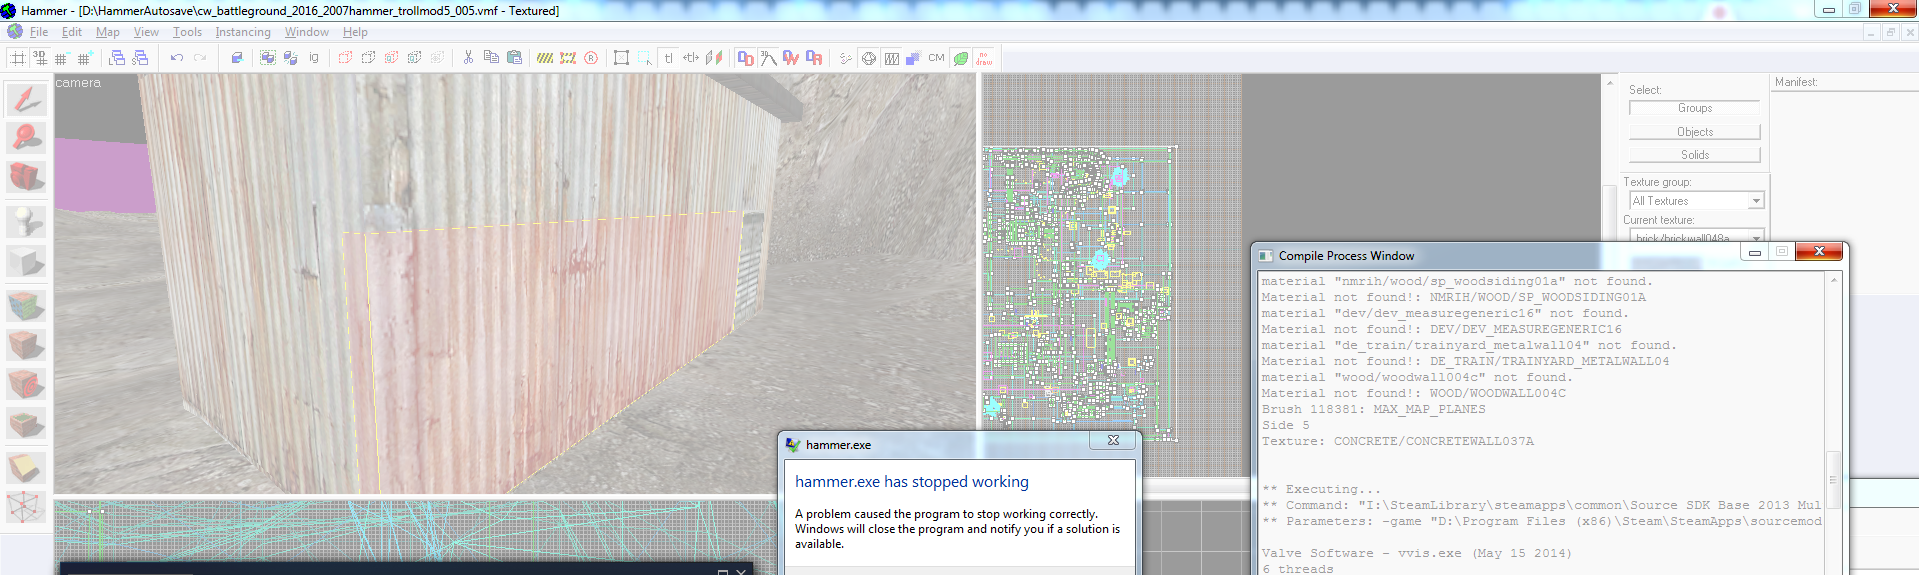 Hammer - [D:\HammerAutosave\cw_battleground_2016_2007hammer_trollmod5_005.vmf - Textured]
File Edit Map View Tools Instancing Window Help
3D
ig
CM
no draw
camera
Select:
Groups
Objects
Solids
Manifest:
Texture group:
All Textures
Current texture:
brick/brickwall048a
Compile Process Window
material "nmrih/wood/sp_woodsiding01a" not found.
Material not found!: NMRIH/WOOD/SP_WOODSIDING01A
material "dev/dev_measuregeneric16" not found.
Material not found!: DEV/DEV_MEASUREGENERIC16
material "de_train/trainyard_metalwall04" not found.
Material not found!: DE_TRAIN/TRAINYARD_METALWALL04
material "wood/woodwall004c" not found.
Material not found!: WOOD/WOODWALL004C
Brush 118381: MAX_MAP_PLANES
Side 5
Texture: CONCRETE/CONCRETEWALL037A
** Executing...
** Command: "I:\SteamLibrary\steamapps\common\Source SDK Base 2013 Mul
** Parameters: -game "D:\Program Files (x86)\Steam\SteamApps\sourcemod
Valve Software - vvis.exe (May 15 2014)
6 threads
hammer.exe
hammer.exe has stopped working
A problem caused the program to stop working correctly.
Windows will close the program and notify you if a solution is
available.